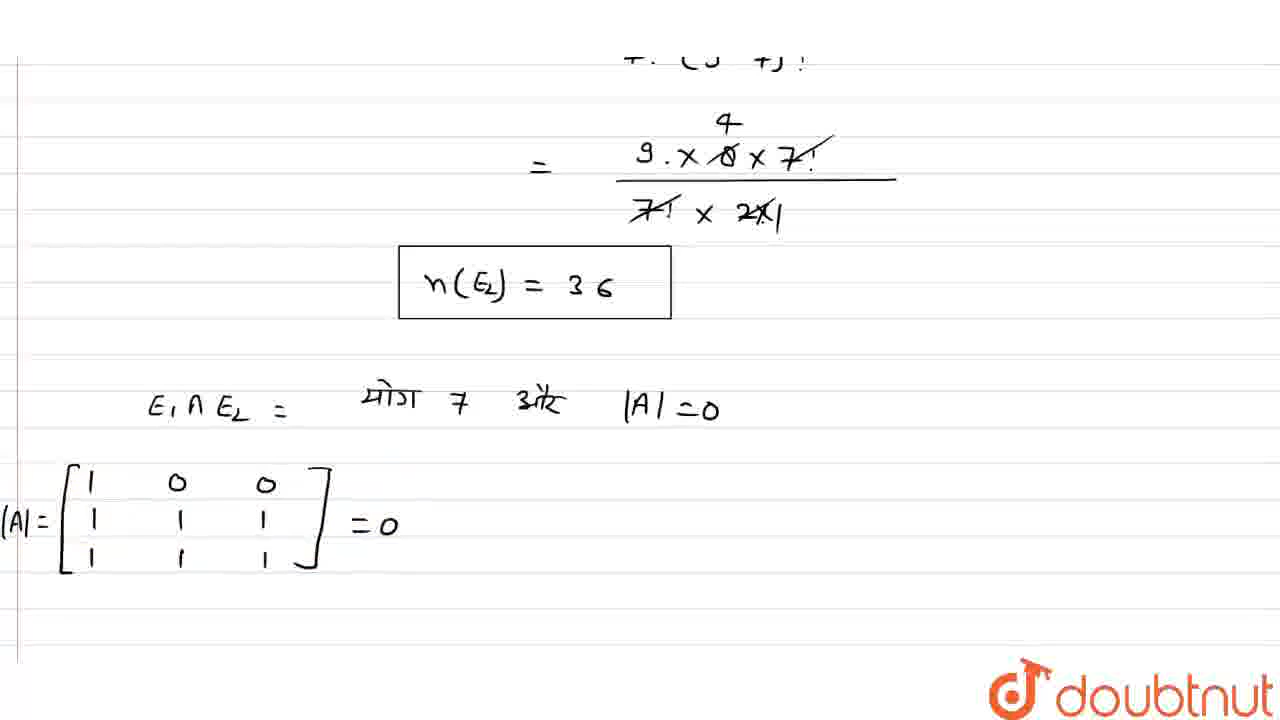 4
= 9 . × 8 × 7!
7! × 2×1
n(E2) = 36
E1 ∩ E2 = योग 7 और |A| = 0
1 0 0
|A| = 1 1 1 = 0
1 1 1
doubtnut